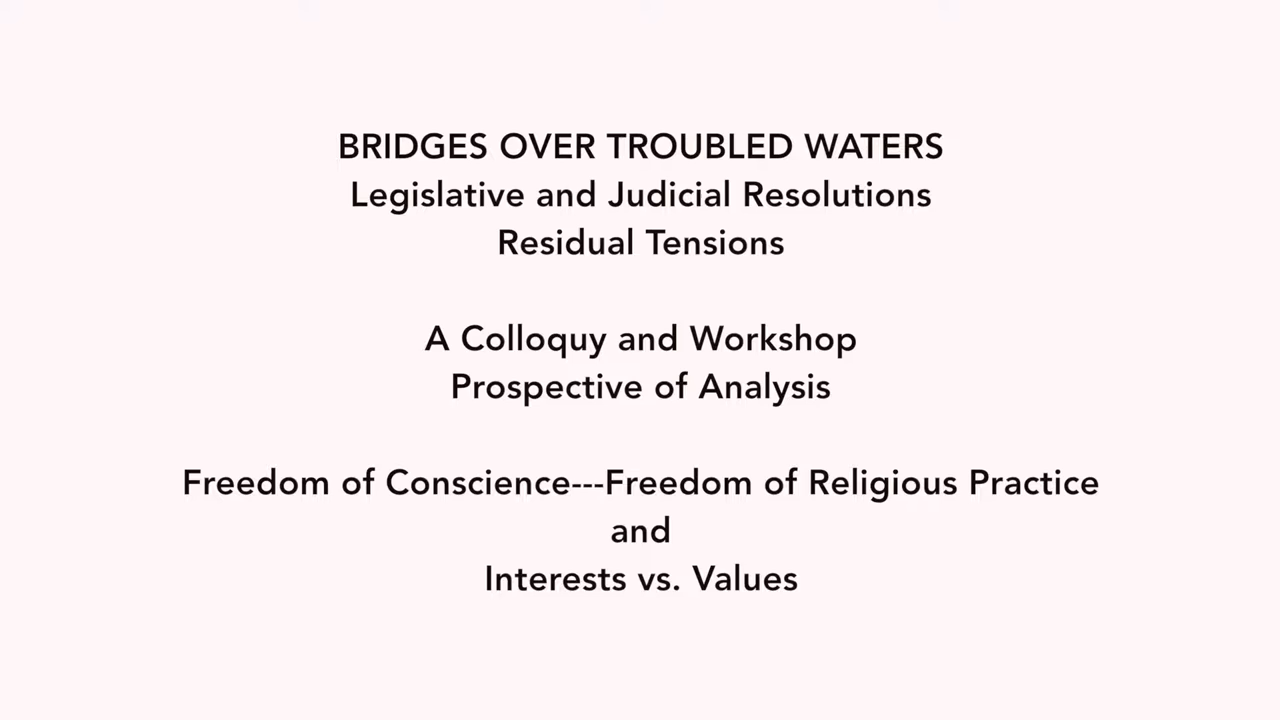 BRIDGES OVER TROUBLED WATERS
Legislative and Judicial Resolutions
Residual Tensions
A Colloquy and Workshop
Prospective of Analysis
Freedom of Conscience---Freedom of Religious Practice
and
Interests vs. Values